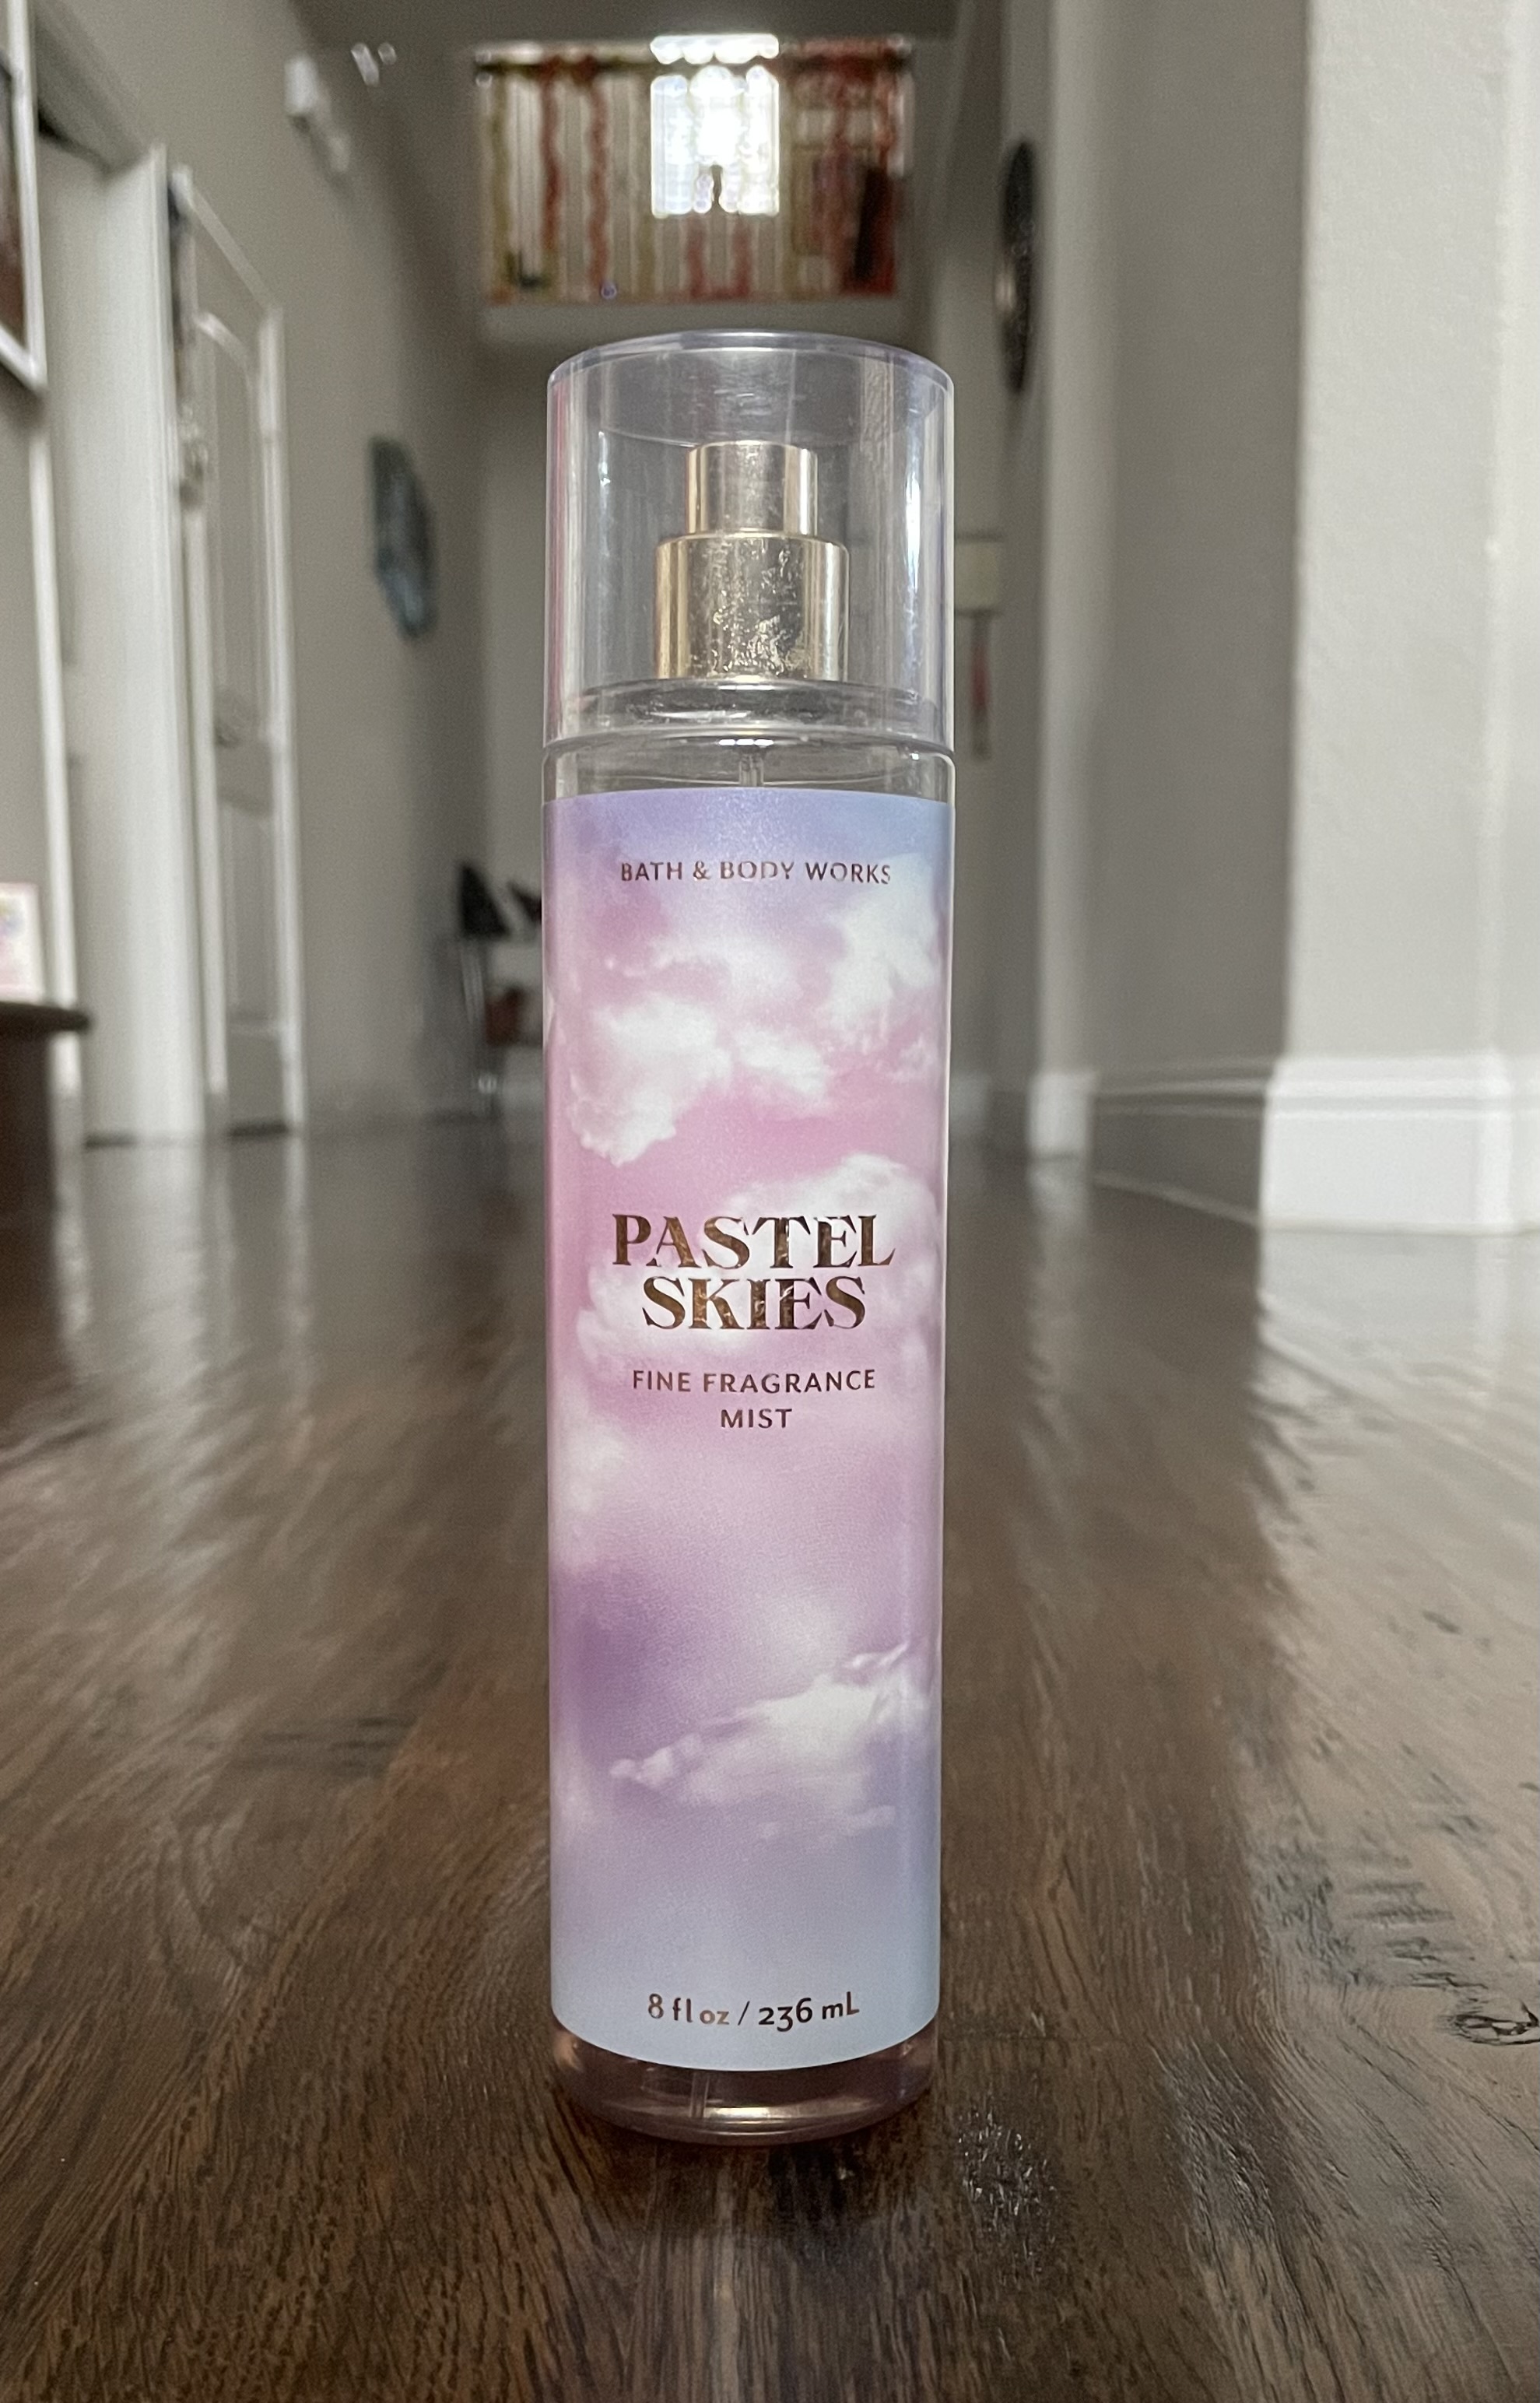 BATH & BODY WORKS
PASTEL
SKIES
FINE FRAGRANCE
MIST
8 fl oz / 236 mL